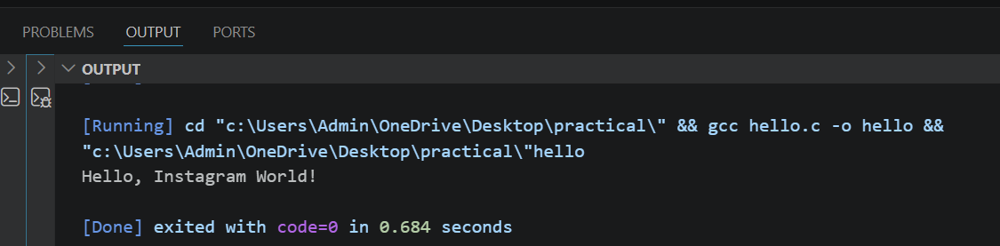 PROBLEMS OUTPUT PORTS
OUTPUT
[Running] cd "c:\Users\Admin\OneDrive\Desktop\practical\" && gcc hello.c -o hello &&
"c:\Users\Admin\OneDrive\Desktop\practical\"hello
Hello, Instagram World!
[Done] exited with code=0 in 0.684 seconds